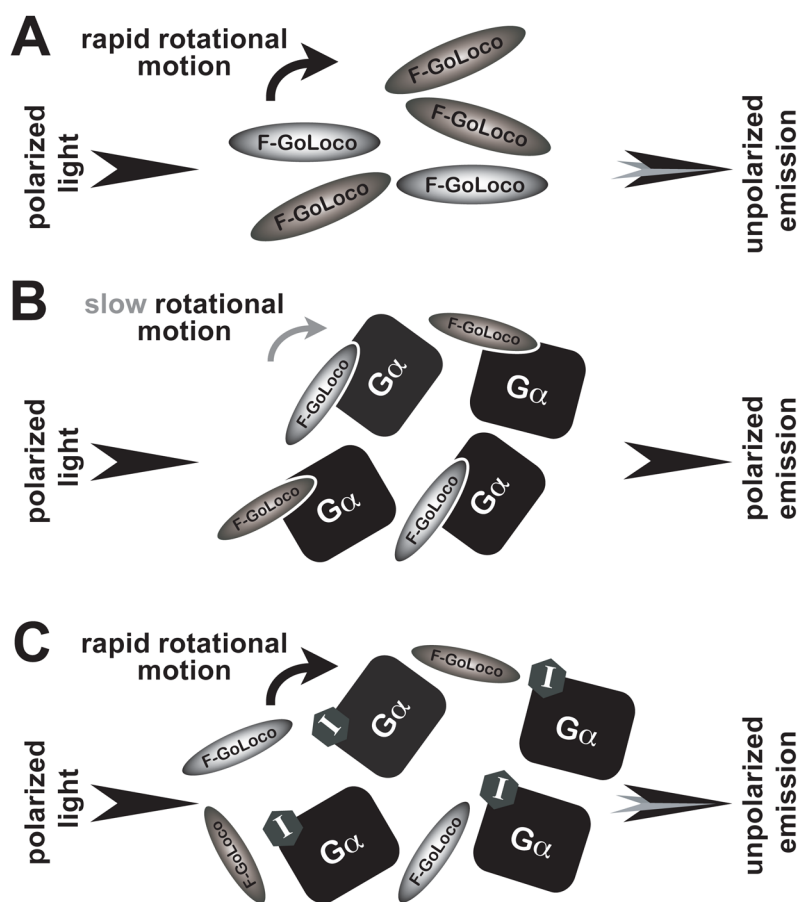 A
rapid rotational
motion
polarized
light
F-GoLoco
F-GoLoco
F-GoLoco
F-GoLoco
F-GoLoco
unpolarized
emission
B
slow rotational
motion
polarized
light
F-GoLoco
Gα
F-GoLoco
Gα
F-GoLoco
Gα
F-GoLoco
Gα
polarized
emission
C
rapid rotational
motion
polarized
light
F-GoLoco
I
Gα
F-GoLoco
I
Gα
F-GoLoco
I
Gα
F-GoLoco
I
Gα
unpolarized
emission